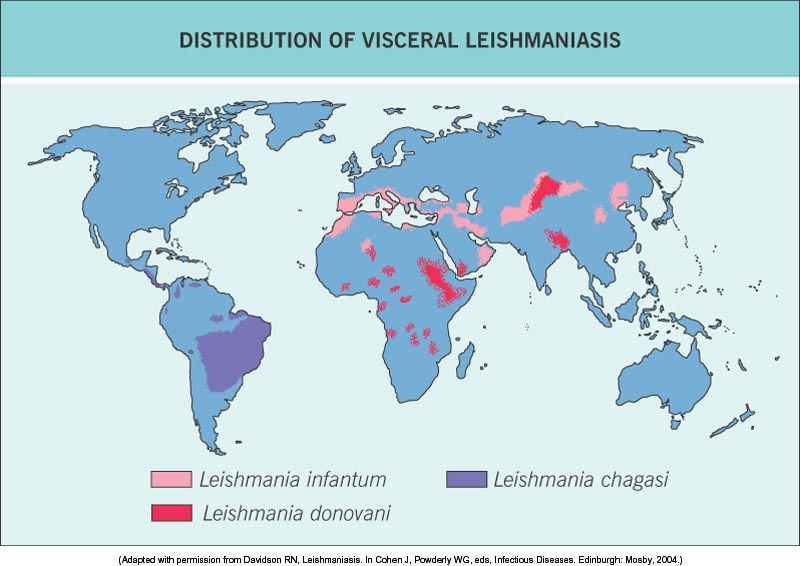 DISTRIBUTION OF VISCERAL LEISHMANIASIS
Leishmania infantum
Leishmania chagasi
Leishmania donovani
(Adapted with permission from Davidson RN, Leishmaniasis. In Cohen J, Powderly WG, eds, Infectious Diseases. Edinburgh: Mosby, 2004.)